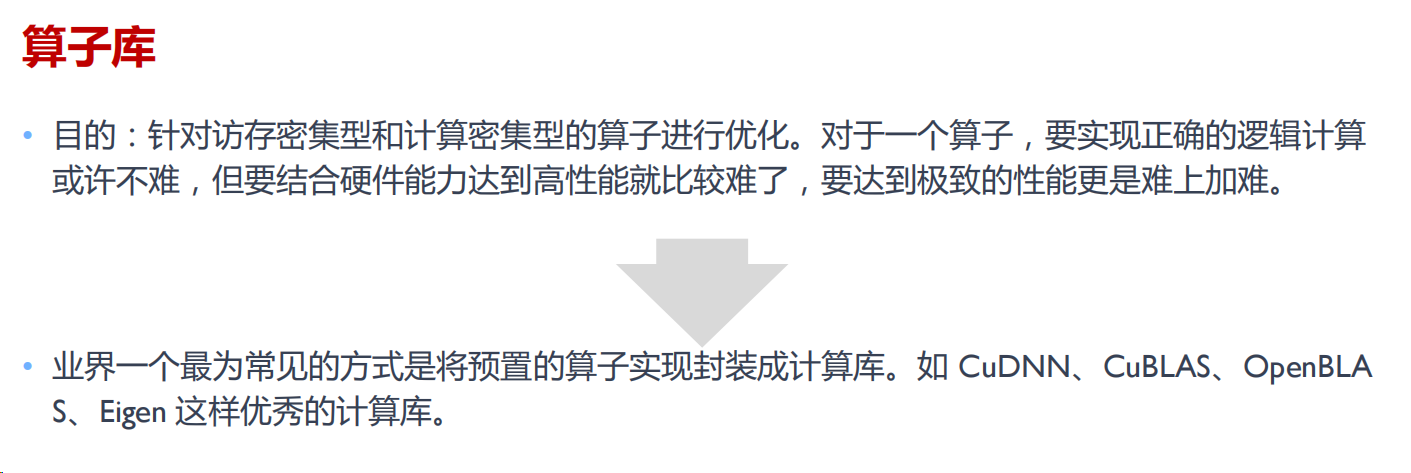 算子库
• 目的：针对访存密集型和计算密集型的算子进行优化。对于一个算子，要实现正确的逻辑计算
或许不难，但要结合硬件能力达到高性能就比较难了，要达到极致的性能更是难上加难。
• 业界一个最为常见的方式是将预置的算子实现封装成计算库。如 CuDNN、CuBLAS、OpenBLA
S、Eigen 这样优秀的计算库。